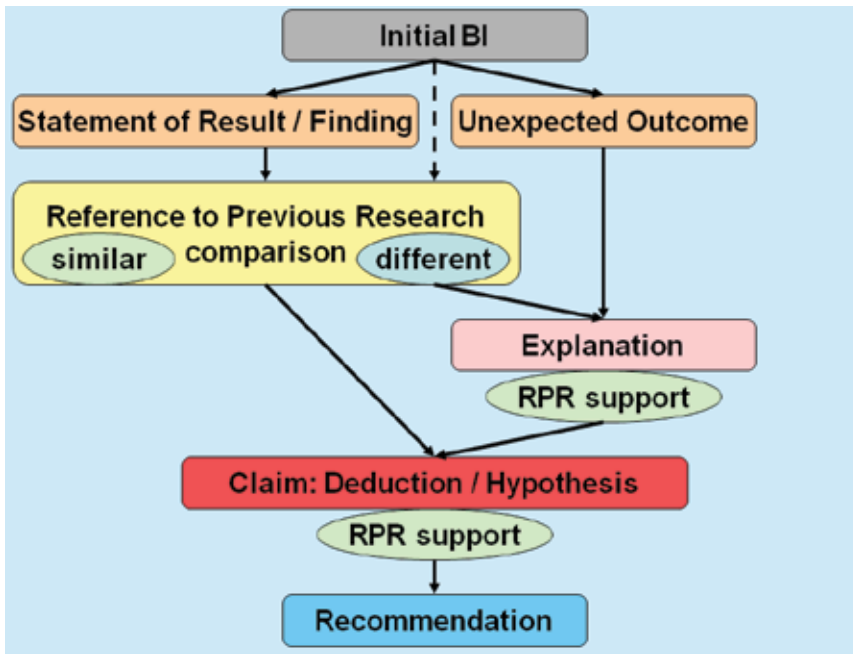 Initial BI
Statement of Result / Finding
Unexpected Outcome
Reference to Previous Research
comparison
similar
different
Explanation
RPR support
Claim: Deduction / Hypothesis
RPR support
Recommendation